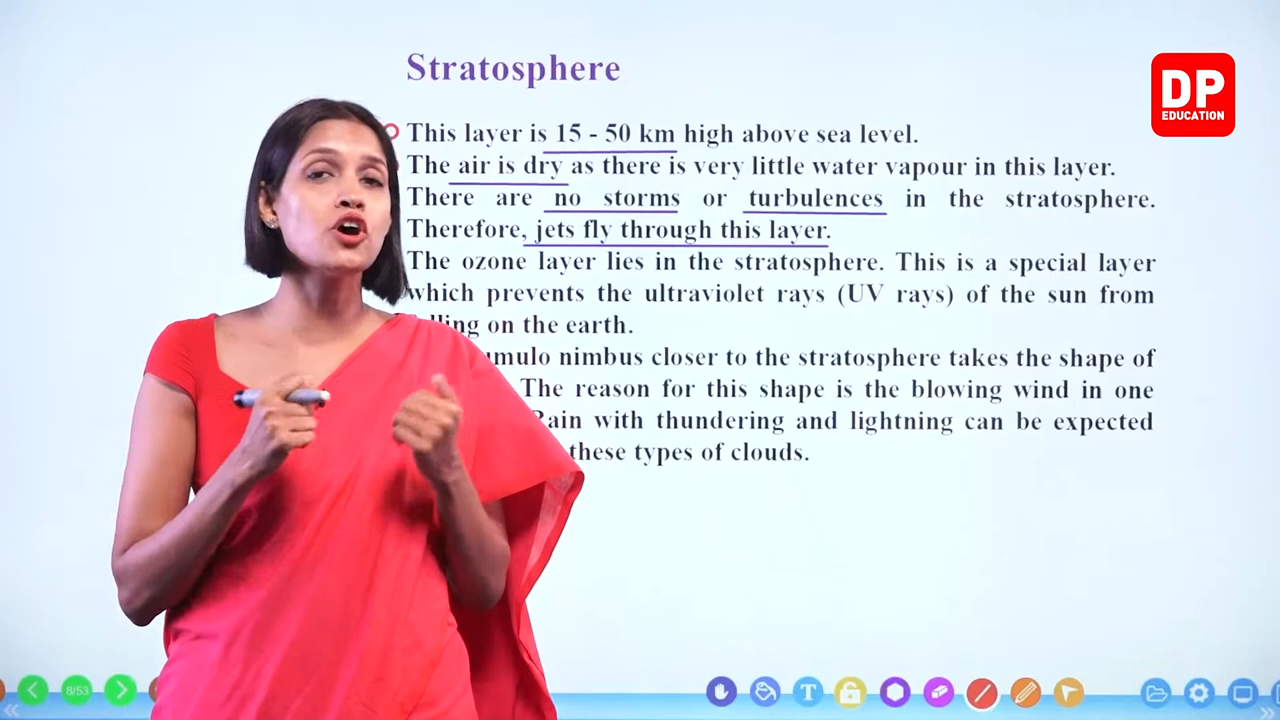 Stratosphere
DP
EDUCATION
This layer is 15 - 50 km high above sea level.
The air is dry as there is very little water vapour in this layer.
There are no storms or turbulences in the stratosphere.
Therefore, jets fly through this layer.
The ozone layer lies in the stratosphere. This is a special layer
which prevents the ultraviolet rays (UV rays) of the sun from
on the earth.
nimbus closer to the stratosphere takes the shape of
The reason for this shape is the blowing wind in one
Rain with thundering and lightning can be expected
these types of clouds.
8/53
T